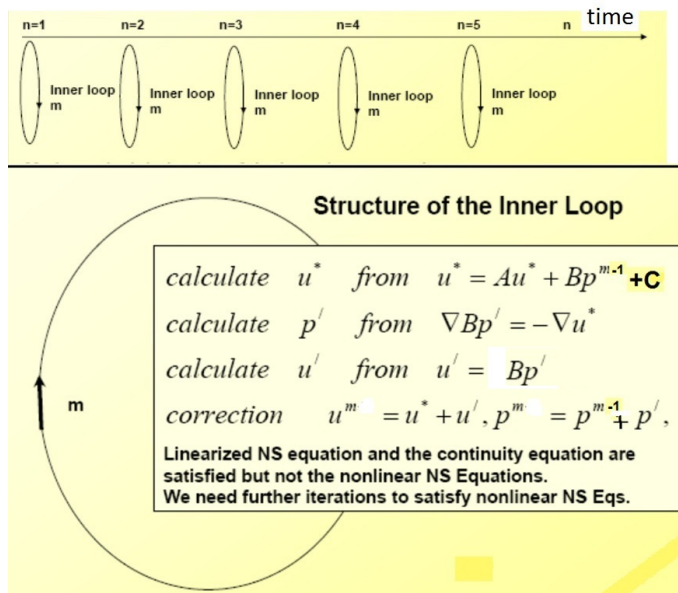 n=1 n=2 n=3 n=4 n=5 n time
Inner loop m Inner loop m Inner loop m Inner loop m Inner loop m
Structure of the Inner Loop
calculate u* from u* = Au* + Bp^m-1 +C
calculate p′ from ∇Bp′ = −∇u*
calculate u′ from u′ = Bp′
m
correction u^m = u* + u′, p^m = p^m-1 + p′,
Linearized NS equation and the continuity equation are
satisfied but not the nonlinear NS Equations.
We need further iterations to satisfy nonlinear NS Eqs.